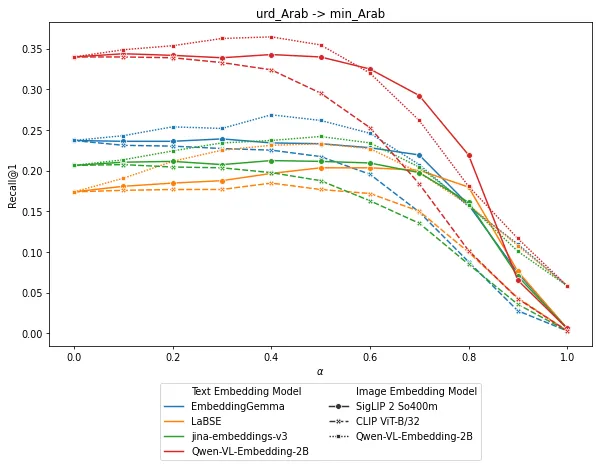 urd_Arab -> min_Arab
Recall@1
0.35
0.30
0.25
0.20
0.15
0.10
0.05
0.00
0.0 0.2 0.4 0.6 0.8 1.0
α
Text Embedding Model Image Embedding Model
EmbeddingGemma SigLIP 2 So400m
LaBSE CLIP ViT-B/32
jina-embeddings-v3 Qwen-VL-Embedding-2B
Qwen-VL-Embedding-2B